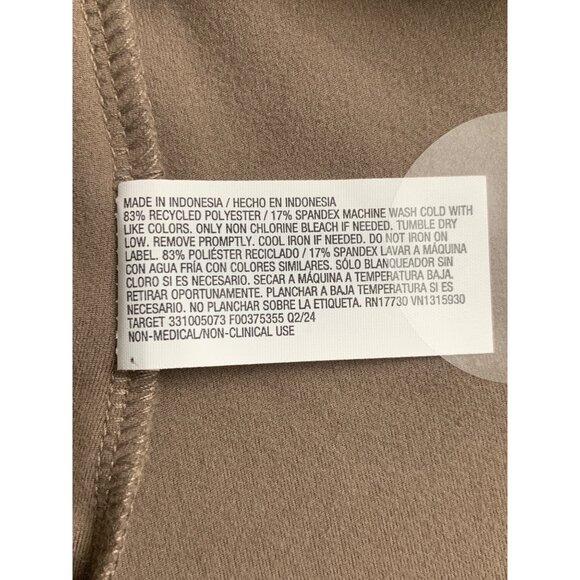 MADE IN INDONESIA / HECHO EN INDONESIA
83% RECYCLED POLYESTER / 17% SPANDEX MACHINE WASH COLD WITH
LIKE COLORS. ONLY NON CHLORINE BLEACH IF NEEDED. TUMBLE DRY
LOW. REMOVE PROMPTLY. COOL IRON IF NEEDED. DO NOT IRON ON
LABEL. 83% POLIÉSTER RECICLADO / 17% SPANDEX LAVAR A MÁQUINA
CON AGUA FRÍA CON COLORES SIMILARES. SÓLO BLANQUEADOR SIN
CLORO SI ES NECESARIO. SECAR A MÁQUINA A TEMPERATURA BAJA.
RETIRAR OPORTUNAMENTE. PLANCHAR A BAJA TEMPERATURA SI ES
NECESARIO. NO PLANCHAR SOBRE LA ETIQUETA. RN17730 VN1315930
TARGET 331005073 F00375355 Q2/24
NON-MEDICAL/NON-CLINICAL USE